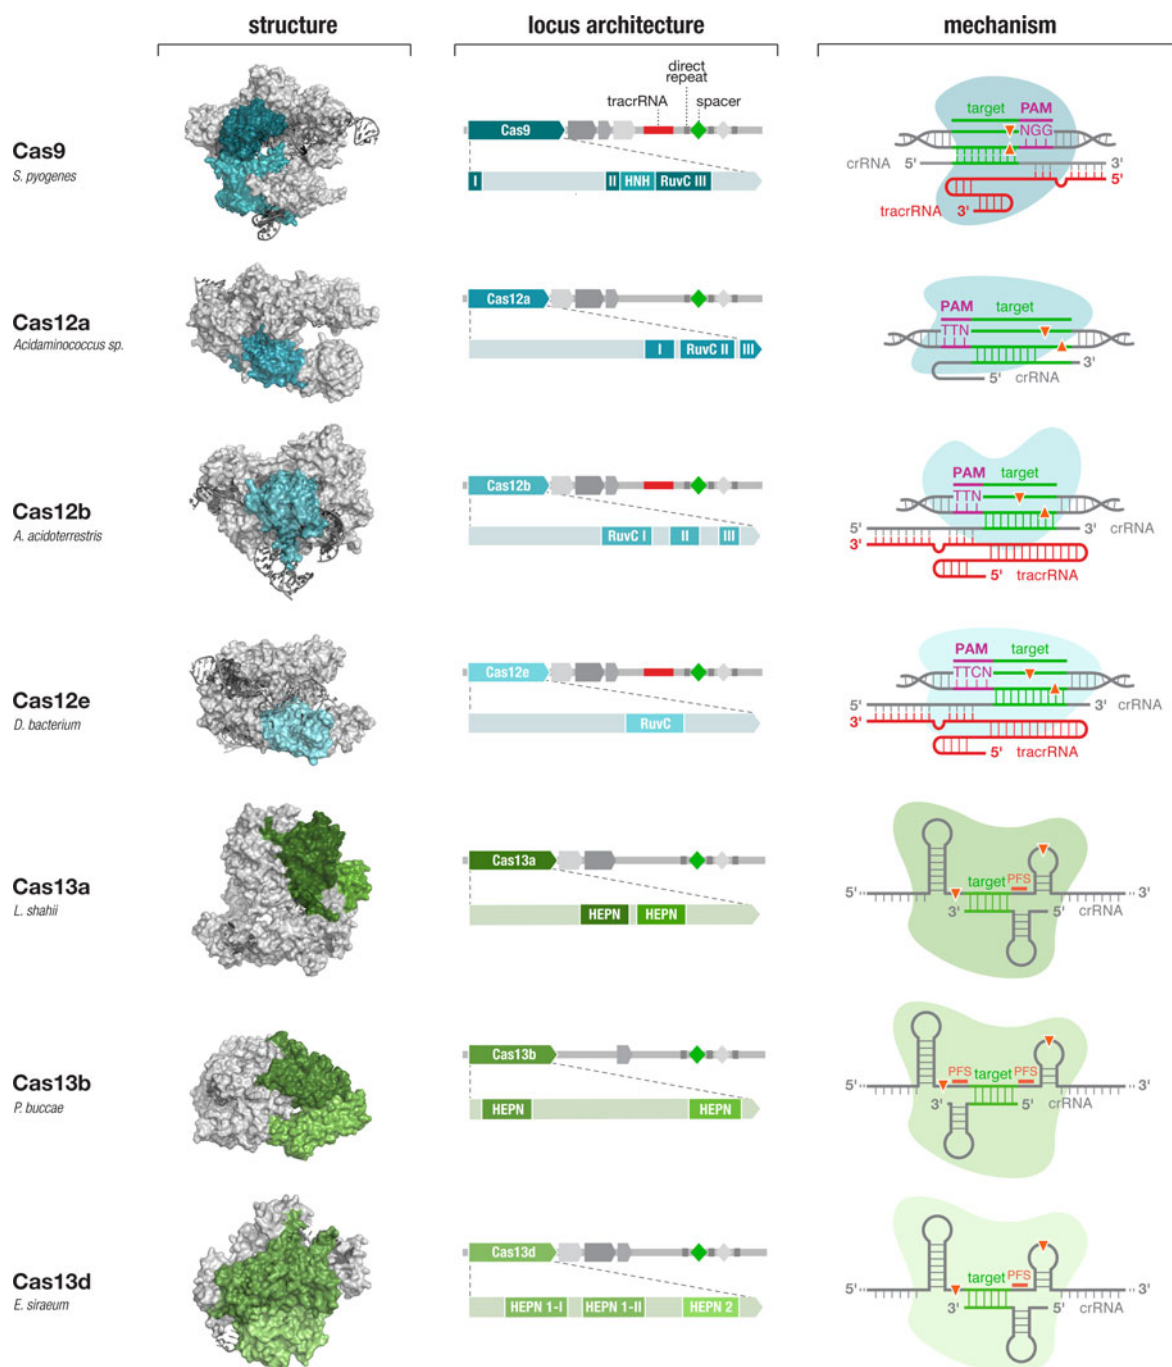 structure
locus architecture
mechanism
Cas9
S. pyogenes
direct
repeat
tracrRNA
spacer
Cas9
I
II
HNH
RuvC III
target
PAM
NGG
crRNA
5'
3'
5'
tracrRNA
3'
Cas12a
Acidaminococcus sp.
Cas12a
I
RuvC II
III
PAM
target
TTN
3'
5'
crRNA
Cas12b
A. acidoterrestris
Cas12b
RuvC I
II
III
PAM
target
TTN
5'
3'
crRNA
3'
5'
tracrRNA
Cas12e
D. bacterium
Cas12e
RuvC
PAM
target
TTCN
5'
3'
crRNA
3'
5'
tracrRNA
Cas13a
L. shahii
Cas13a
HEPN
HEPN
target
PFS
5'
3'
3'
5'
crRNA
Cas13b
P. buccae
Cas13b
HEPN
HEPN
PFS
target
PFS
5'
3'
3'
5'
crRNA
Cas13d
E. siraeum
Cas13d
HEPN 1-I
HEPN 1-II
HEPN 2
target
PFS
5'
3'
3'
5'
crRNA